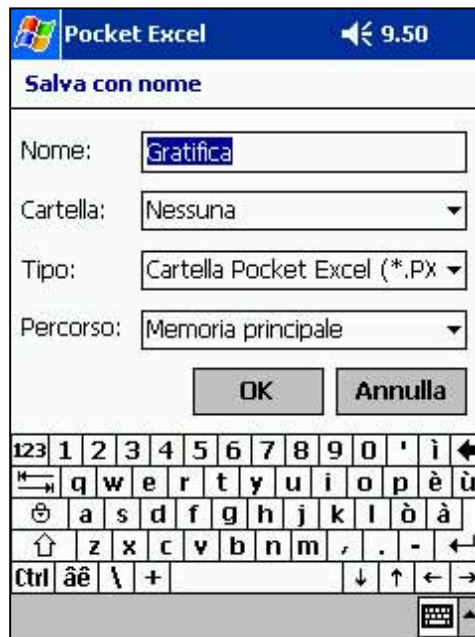 Pocket Excel 9.50
Salva con nome
Nome: Gratifica
Cartella: Nessuna
Tipo: Cartella Pocket Excel (*.PX
Percorso: Memoria principale
OK Annulla
123 1 2 3 4 5 6 7 8 9 0 ' ì
q w e r t y u i o p è ù
a s d f g h j k l ò à
z x c v b n m , . -
Ctrl âê \ +